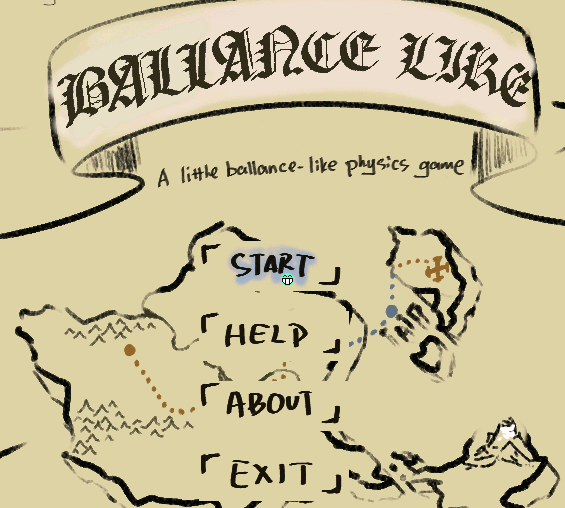 BALLANCE LIKE
A little ballance-like physics game
START
HELP
ABOUT
EXIT